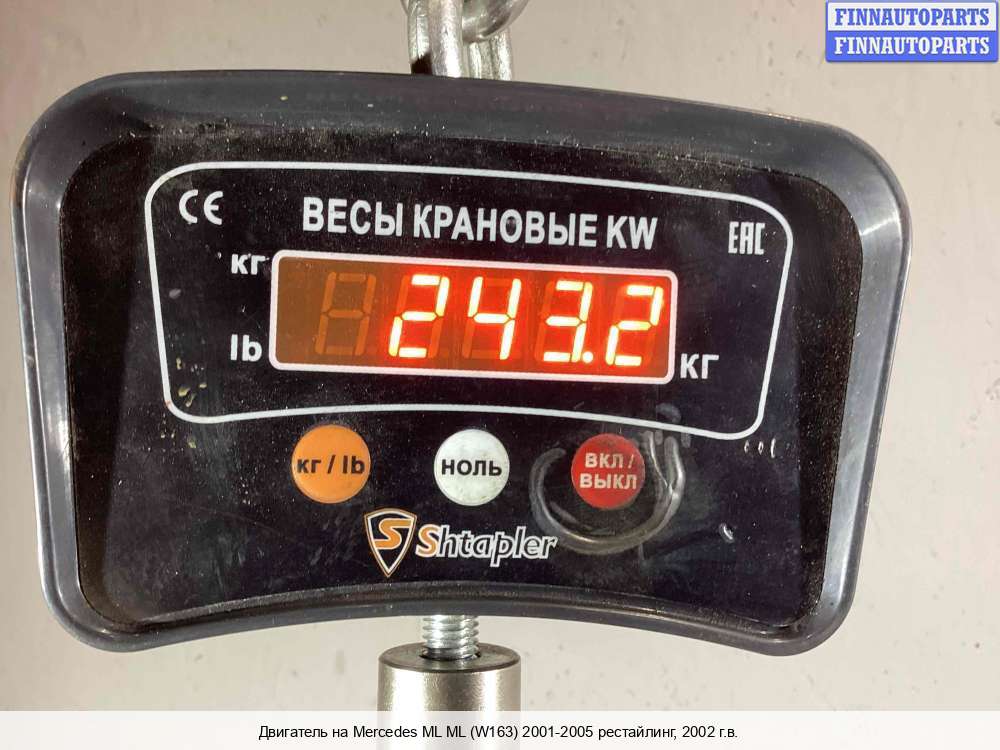 FINNAUTOPARTS
FINNAUTOPARTS
CE
ВЕСЫ КРАНОВЫЕ KW
EAC
кг
243.2
lb
кг
кг / lb
НОЛЬ
ВКЛ /
ВЫКЛ
S Shtapler
Двигатель на Mercedes ML ML (W163) 2001-2005 рестайлинг, 2002 г.в.